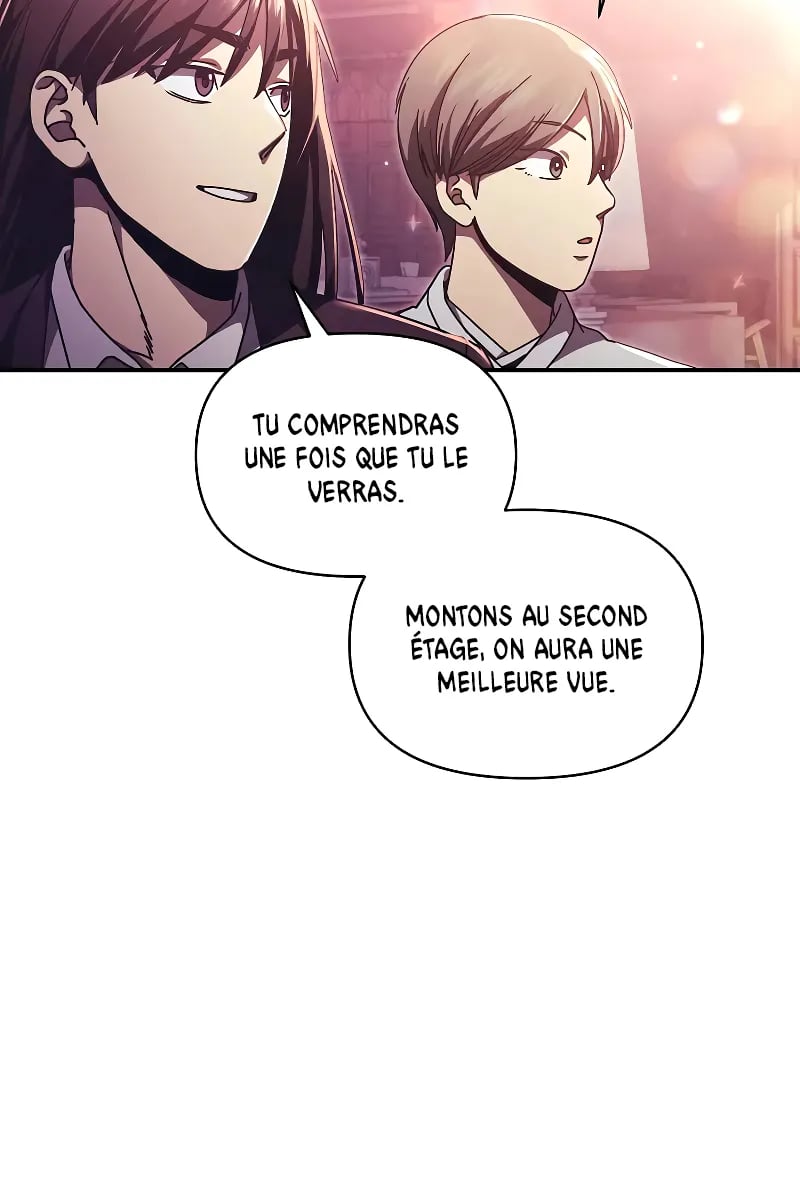 TU COMPRENDRAS
UNE FOIS QUE TU LE
VERRAS.
MONTONS AU SECOND
ÉTAGE, ON AURA UNE
MEILLEURE VUE.